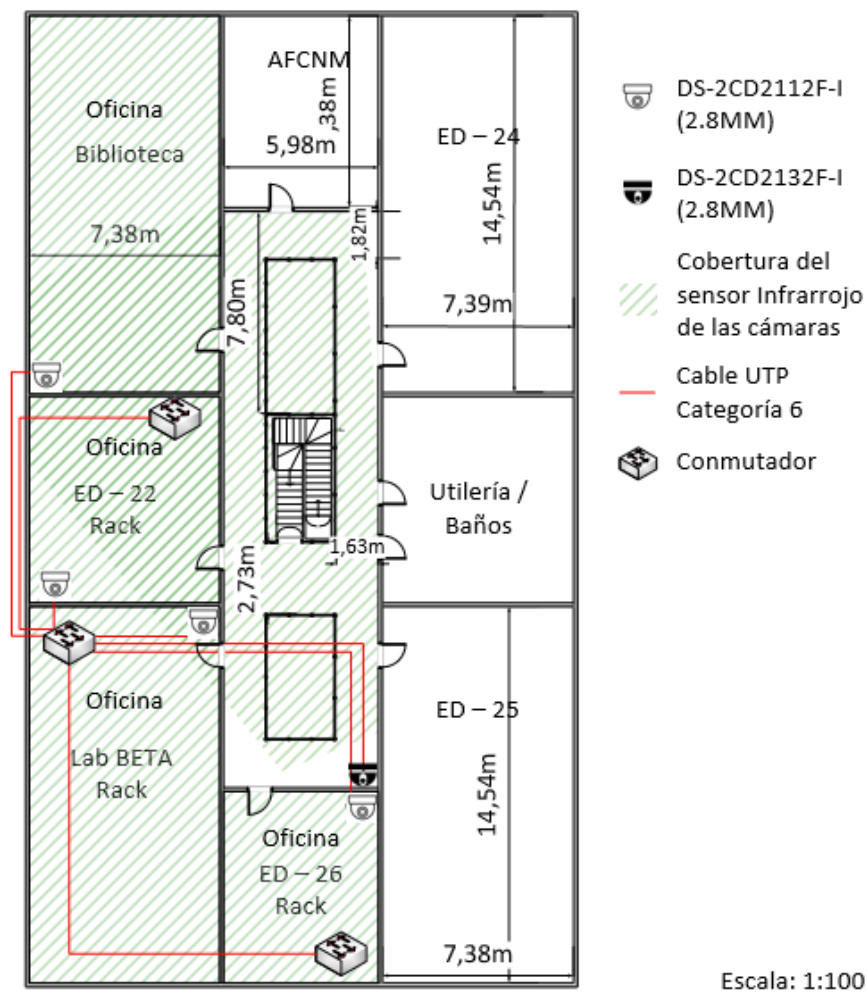 AFCNM
,38m
5,98m
Oficina
Biblioteca
7,38m
ED – 24
14,54m
7,39m
1,82m
7,80m
Oficina
ED – 22
Rack
Utilería /
Baños
1,63m
2,73m
Oficina
Lab BETA
Rack
ED – 25
14,54m
7,38m
Oficina
ED – 26
Rack
DS-2CD2112F-I
(2.8MM)
DS-2CD2132F-I
(2.8MM)
Cobertura del
sensor Infrarrojo
de las cámaras
Cable UTP
Categoría 6
Conmutador
Escala: 1:100